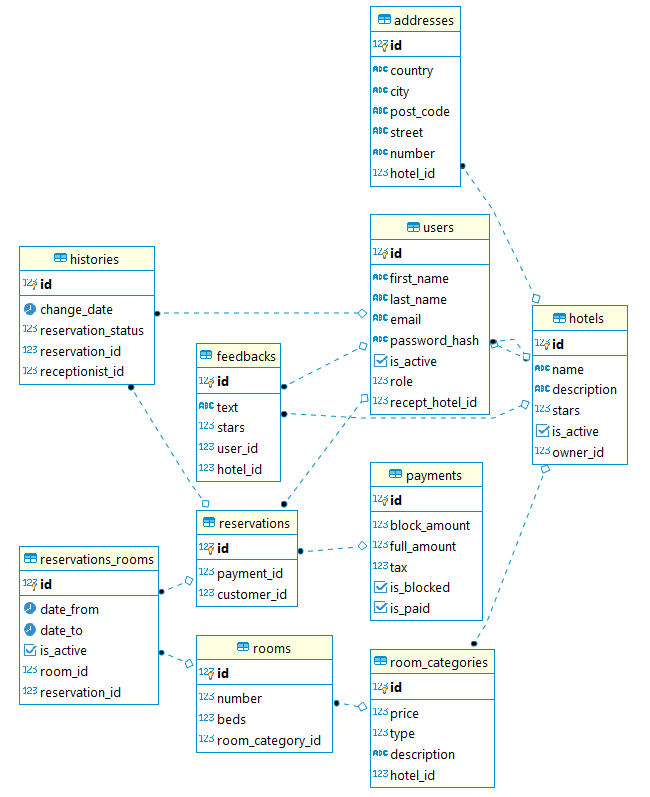 addresses
id
country
city
post_code
street
number
hotel_id
users
id
first_name
last_name
email
password_hash
is_active
role
recept_hotel_id
histories
id
change_date
reservation_status
reservation_id
receptionist_id
hotels
id
name
description
stars
is_active
owner_id
feedbacks
id
text
stars
user_id
hotel_id
payments
id
block_amount
full_amount
tax
is_blocked
is_paid
reservations
id
payment_id
customer_id
reservations_rooms
id
date_from
date_to
is_active
room_id
reservation_id
rooms
id
number
beds
room_category_id
room_categories
id
price
type
description
hotel_id